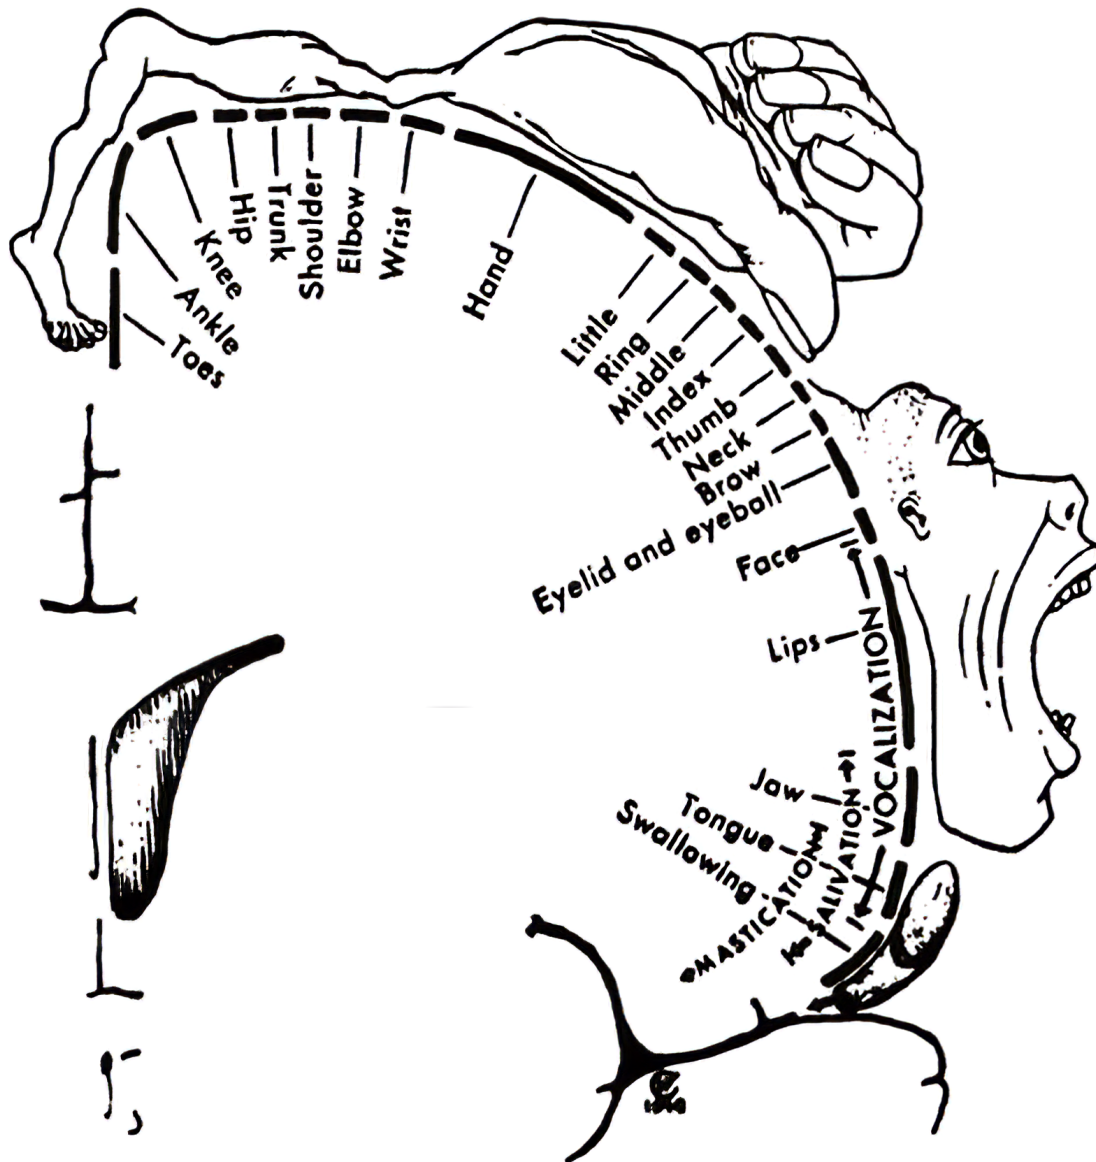 Toes
Ankle
Knee
Hip
Trunk
Shoulder
Elbow
Wrist
Hand
Little
Ring
Middle
Index
Thumb
Neck
Brow
Eyelid and eyeball
Face
Lips
VOCALIZATION
Jaw
Tongue
Swallowing
SALIVATION
MASTICATION